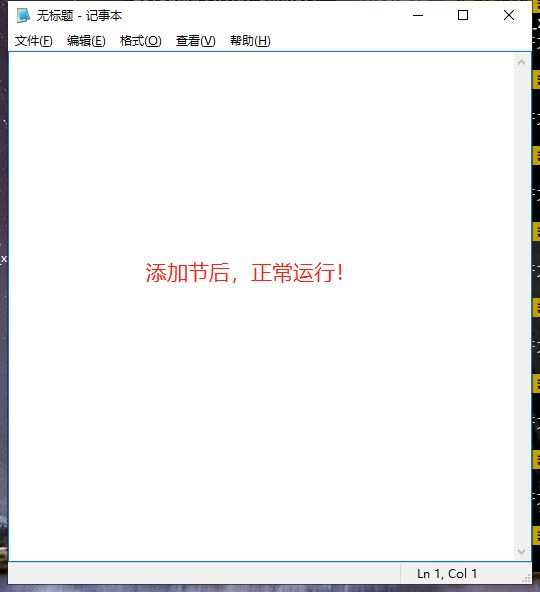 无标题 - 记事本
文件(F) 编辑(E) 格式(O) 查看(V) 帮助(H)
添加节后，正常运行！
Ln 1, Col 1